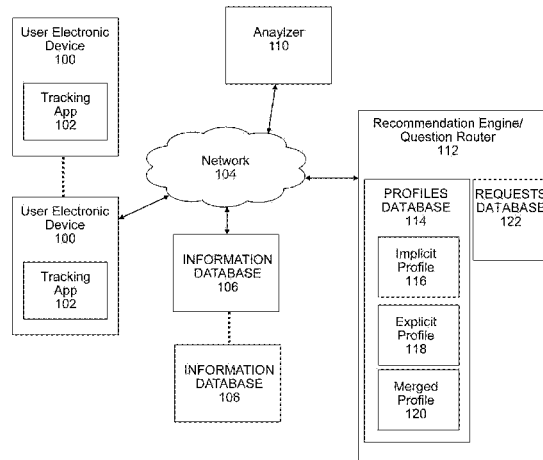 User Electronic
Device
100
Tracking
App
102
User Electronic
Device
100
Tracking
App
102
Anaylzer
110
Network
104
INFORMATION
DATABASE
106
INFORMATION
DATABASE
106
Recommendation Engine/
Question Router
112
PROFILES
DATABASE
114
Implicit
Profile
116
Explicit
Profile
118
Merged
Profile
120
REQUESTS
DATABASE
122